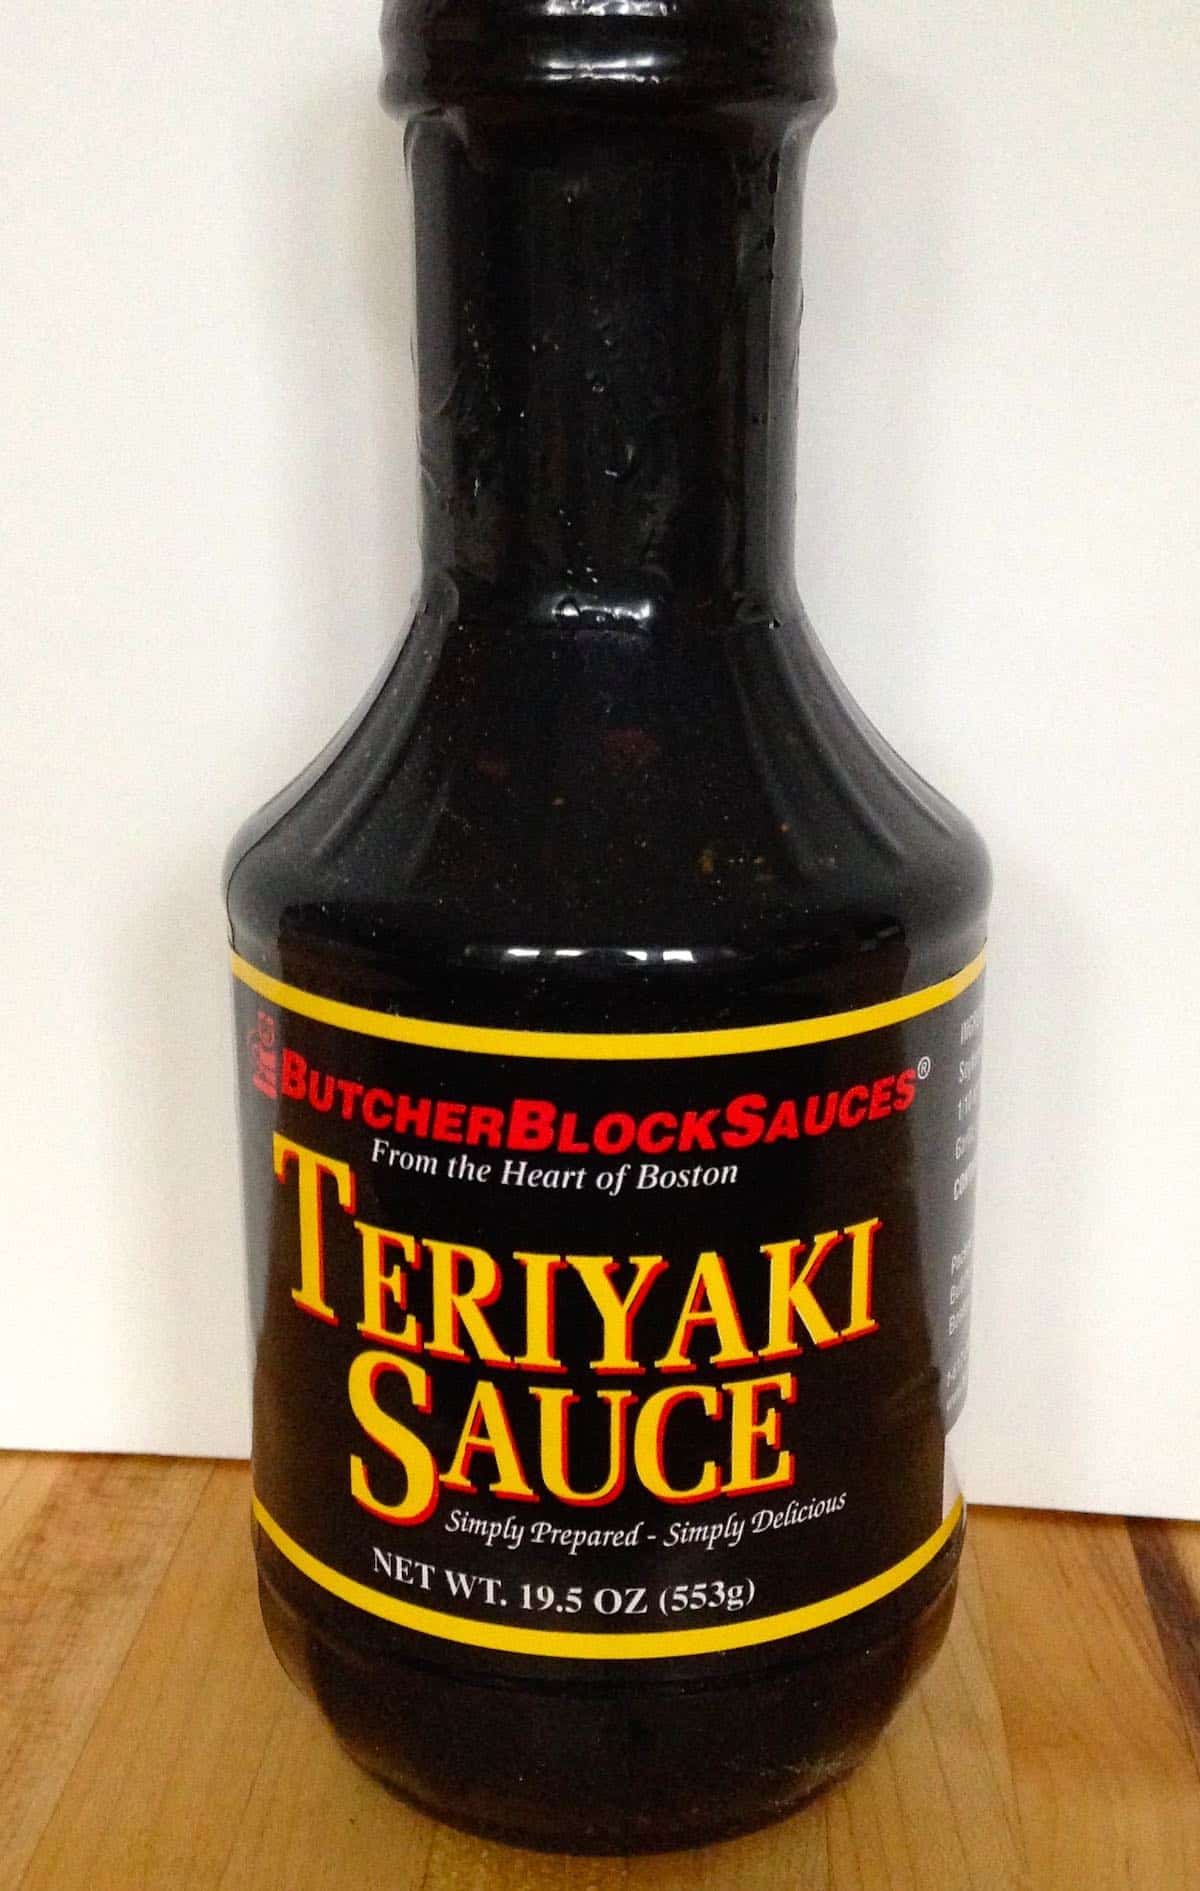 BUTCHERBLOCKSAUCES®
From the Heart of Boston
TERIYAKI
SAUCE
Simply Prepared - Simply Delicious
NET WT. 19.5 OZ (553g)